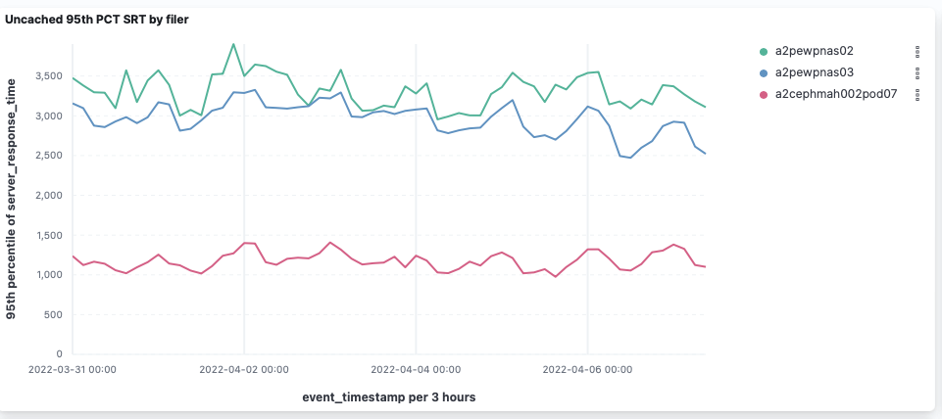 Uncached 95th PCT SRT by filer
95th percentile of server_response_time
3,500
3,000
2,500
2,000
1,500
1,000
500
0
2022-03-31 00:00
2022-04-02 00:00
2022-04-04 00:00
2022-04-06 00:00
event_timestamp per 3 hours
a2pewpnas02
a2pewpnas03
a2cephmah002pod07